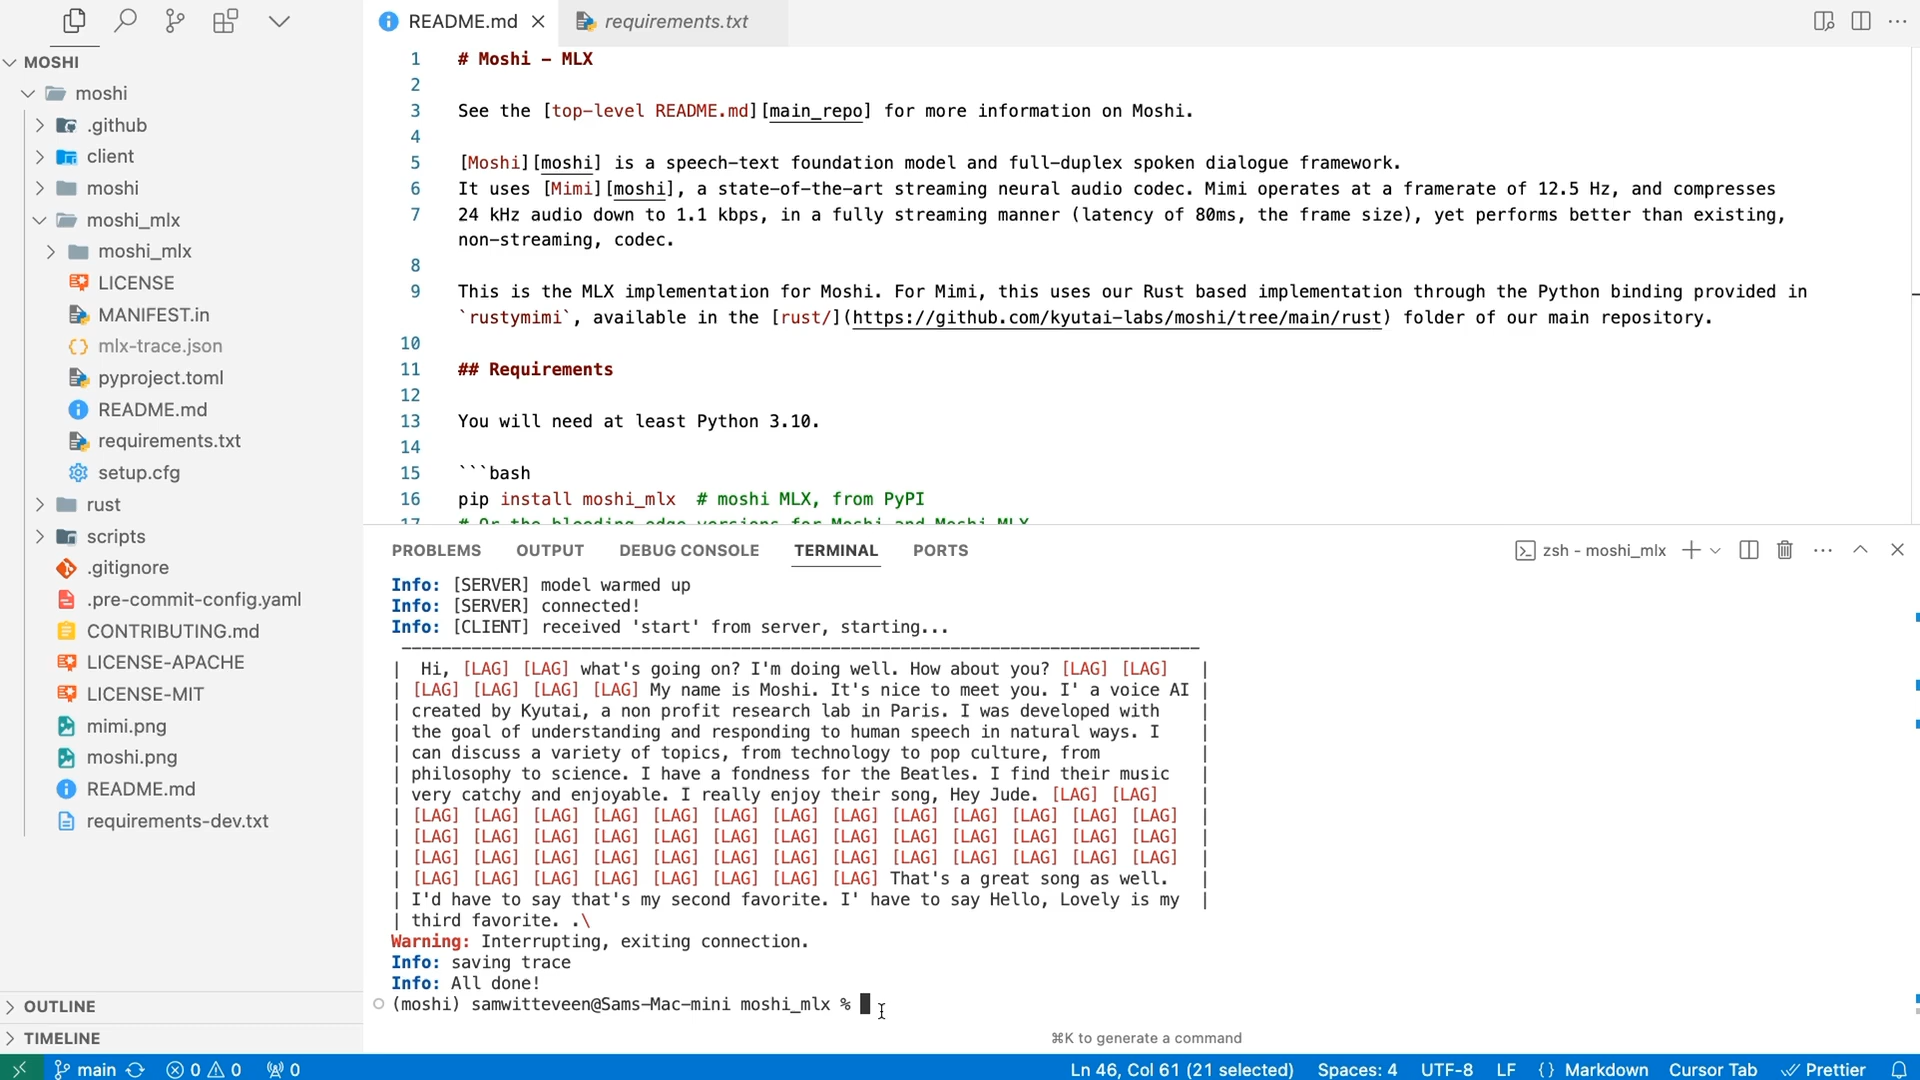 README.md
requirements.txt
MOSHI
moshi
.github
client
moshi
moshi_mlx
moshi_mlx
LICENSE
MANIFEST.in
mlx-trace.json
pyproject.toml
README.md
requirements.txt
setup.cfg
rust
scripts
.gitignore
.pre-commit-config.yaml
CONTRIBUTING.md
LICENSE-APACHE
LICENSE-MIT
mimi.png
moshi.png
README.md
requirements-dev.txt
OUTLINE
TIMELINE
1 # Moshi - MLX
2
3 See the [top-level README.md][main_repo] for more information on Moshi.
4
5 [Moshi][moshi] is a speech-text foundation model and full-duplex spoken dialogue framework.
6 It uses [Mimi][moshi], a state-of-the-art streaming neural audio codec. Mimi operates at a framerate of 12.5 Hz, and compresses
7 24 kHz audio down to 1.1 kbps, in a fully streaming manner (latency of 80ms, the frame size), yet performs better than existing,
non-streaming, codec.
8
9 This is the MLX implementation for Moshi. For Mimi, this uses our Rust based implementation through the Python binding provided in
`rustymimi`, available in the [rust/](https://github.com/kyutai-labs/moshi/tree/main/rust) folder of our main repository.
10
11 ## Requirements
12
13 You will need at least Python 3.10.
14
15 ```bash
16 pip install moshi_mlx  # moshi MLX, from PyPI
17 # Or the bleeding edge versions for Moshi and Moshi-MLX
PROBLEMS OUTPUT DEBUG CONSOLE TERMINAL PORTS
zsh - moshi_mlx
Info: [SERVER] model warmed up
Info: [SERVER] connected!
Info: [CLIENT] received 'start' from server, starting...
| Hi, [LAG] [LAG] what's going on? I'm doing well. How about you? [LAG] [LAG] |
| [LAG] [LAG] [LAG] [LAG] My name is Moshi. It's nice to meet you. I' a voice AI |
| created by Kyutai, a non profit research lab in Paris. I was developed with |
| the goal of understanding and responding to human speech in natural ways. I |
| can discuss a variety of topics, from technology to pop culture, from |
| philosophy to science. I have a fondness for the Beatles. I find their music |
| very catchy and enjoyable. I really enjoy their song, Hey Jude. [LAG] [LAG] |
| [LAG] [LAG] [LAG] [LAG] [LAG] [LAG] [LAG] [LAG] [LAG] [LAG] [LAG] [LAG] [LAG] |
| [LAG] [LAG] [LAG] [LAG] [LAG] [LAG] [LAG] [LAG] [LAG] [LAG] [LAG] [LAG] [LAG] |
| [LAG] [LAG] [LAG] [LAG] [LAG] [LAG] [LAG] [LAG] [LAG] [LAG] [LAG] [LAG] [LAG] |
| [LAG] [LAG] [LAG] [LAG] [LAG] [LAG] [LAG] [LAG] That's a great song as well. |
| I'd have to say that's my second favorite. I' have to say Hello, Lovely is my |
| third favorite. .\
Warning: Interrupting, exiting connection.
Info: saving trace
Info: All done!
(moshi) samwitteveen@Sams-Mac-mini moshi_mlx %
⌘K to generate a command
main 0 0 0 Ln 46, Col 61 (21 selected) Spaces: 4 UTF-8 LF {} Markdown Cursor Tab Prettier